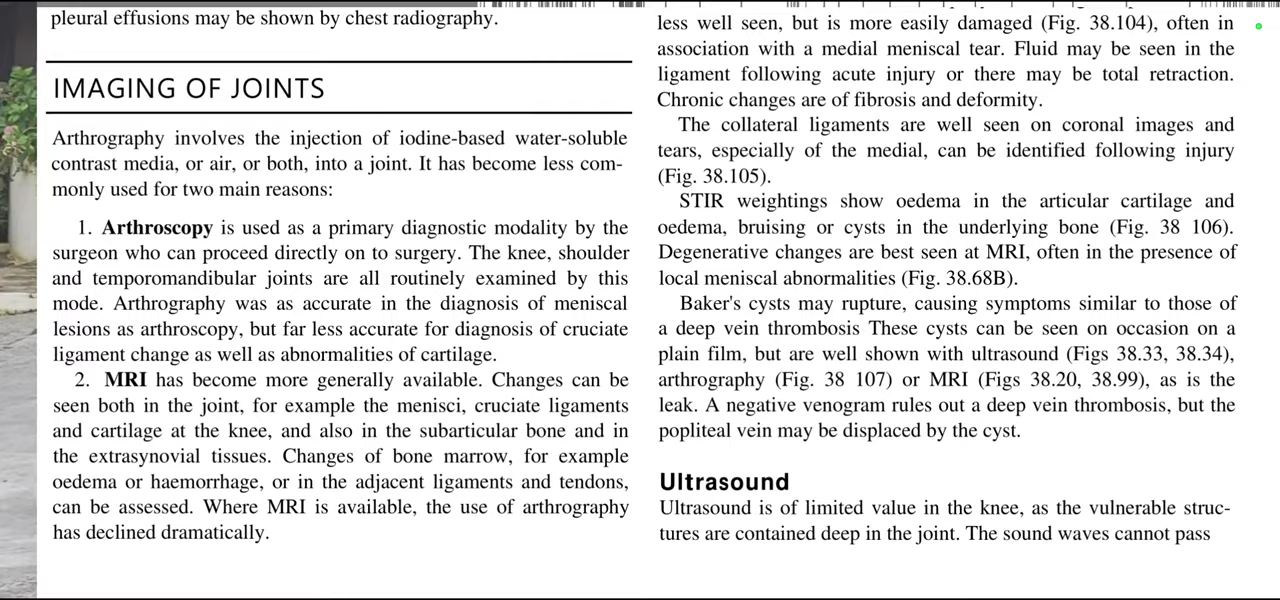 pleural effusions may be shown by chest radiography.
IMAGING OF JOINTS
Arthrography involves the injection of iodine-based water-soluble
contrast media, or air, or both, into a joint. It has become less com-
monly used for two main reasons:
1. Arthroscopy is used as a primary diagnostic modality by the
surgeon who can proceed directly on to surgery. The knee, shoulder
and temporomandibular joints are all routinely examined by this
mode. Arthrography was as accurate in the diagnosis of meniscal
lesions as arthroscopy, but far less accurate for diagnosis of cruciate
ligament change as well as abnormalities of cartilage.
2. MRI has become more generally available. Changes can be
seen both in the joint, for example the menisci, cruciate ligaments
and cartilage at the knee, and also in the subarticular bone and in
the extrasynovial tissues. Changes of bone marrow, for example
oedema or haemorrhage, or in the adjacent ligaments and tendons,
can be assessed. Where MRI is available, the use of arthrography
has declined dramatically.
less well seen, but is more easily damaged (Fig. 38.104), often in
association with a medial meniscal tear. Fluid may be seen in the
ligament following acute injury or there may be total retraction.
Chronic changes are of fibrosis and deformity.
The collateral ligaments are well seen on coronal images and
tears, especially of the medial, can be identified following injury
(Fig. 38.105).
STIR weightings show oedema in the articular cartilage and
oedema, bruising or cysts in the underlying bone (Fig. 38 106).
Degenerative changes are best seen at MRI, often in the presence of
local meniscal abnormalities (Fig. 38.68B).
Baker's cysts may rupture, causing symptoms similar to those of
a deep vein thrombosis These cysts can be seen on occasion on a
plain film, but are well shown with ultrasound (Figs 38.33, 38.34),
arthrography (Fig. 38 107) or MRI (Figs 38.20, 38.99), as is the
leak. A negative venogram rules out a deep vein thrombosis, but the
popliteal vein may be displaced by the cyst.
Ultrasound
Ultrasound is of limited value in the knee, as the vulnerable struc-
tures are contained deep in the joint. The sound waves cannot pass